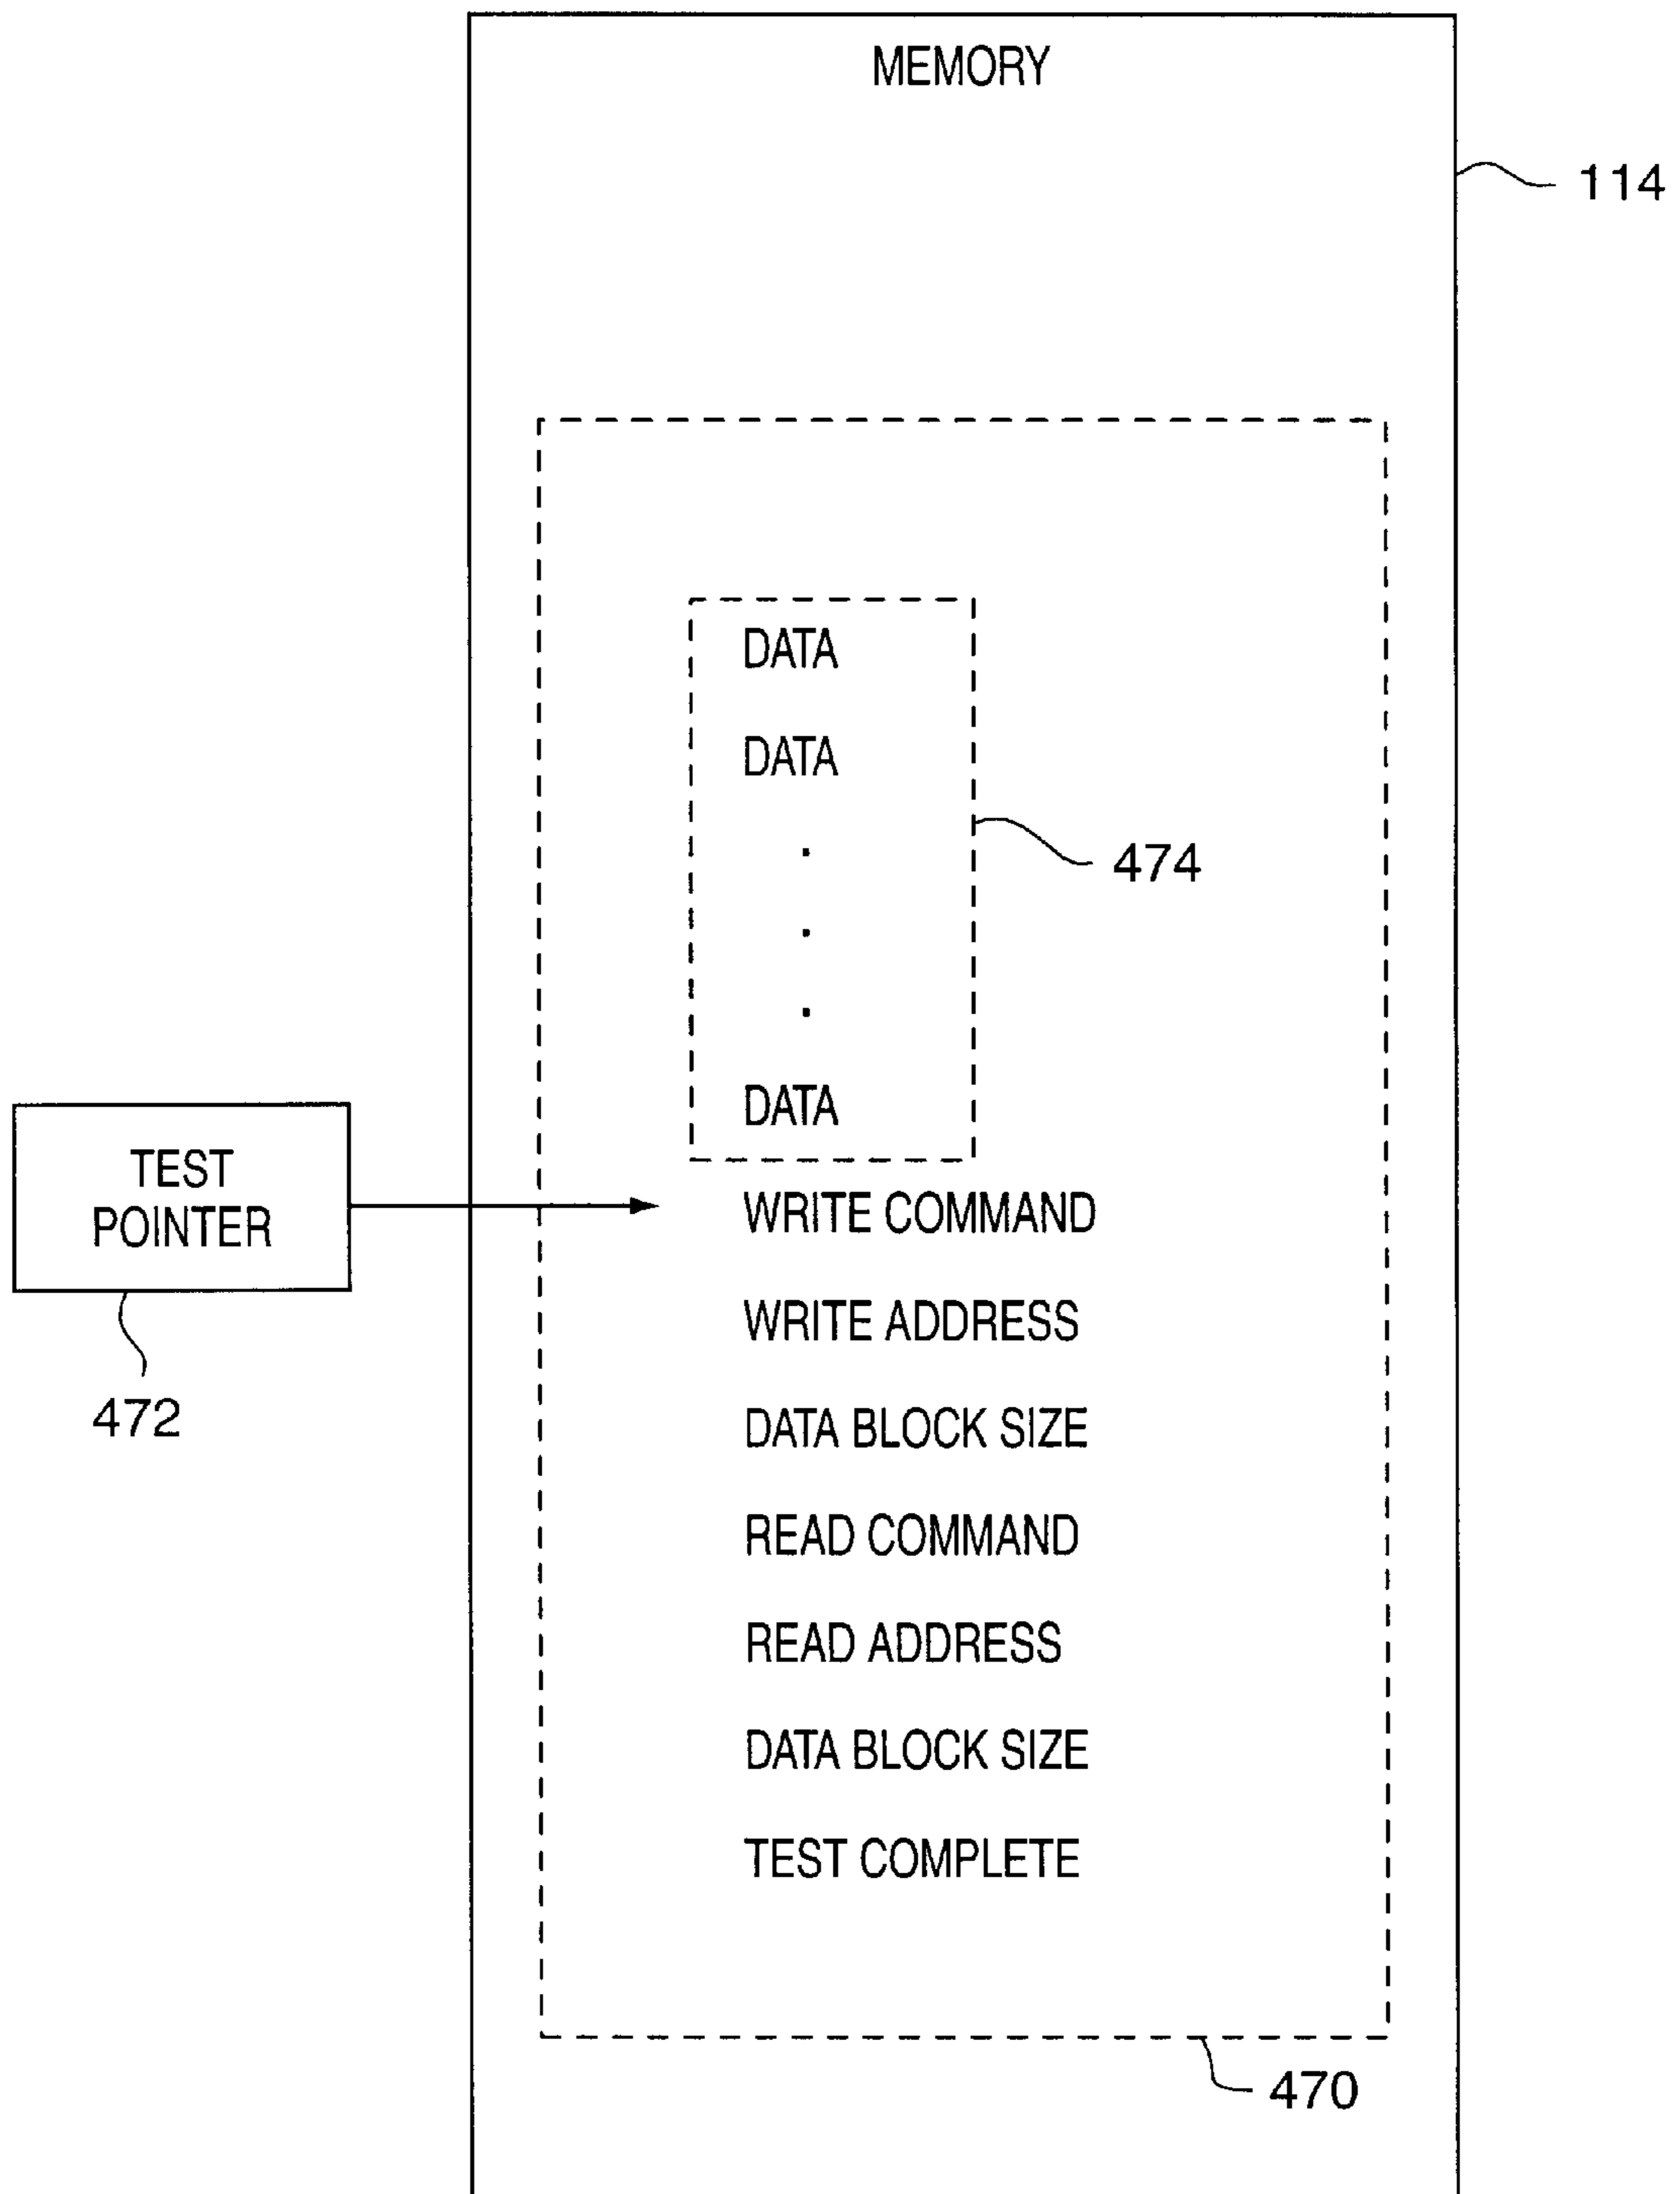 MEMORY
114
DATA
DATA
.
.
.
474
DATA
TEST
POINTER
472
WRITE COMMAND
WRITE ADDRESS
DATA BLOCK SIZE
READ COMMAND
READ ADDRESS
DATA BLOCK SIZE
TEST COMPLETE
470